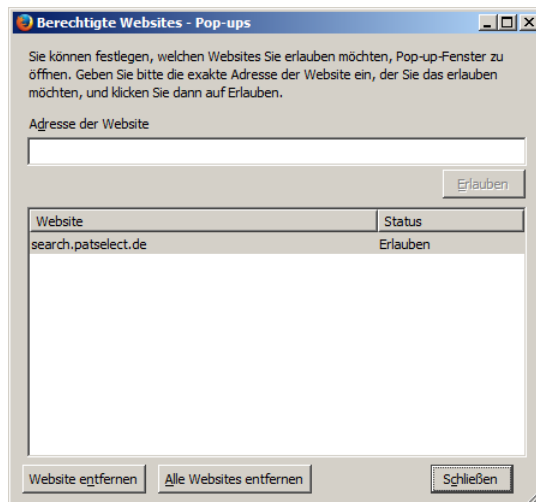 Berechtigte Websites - Pop-ups
Sie können festlegen, welchen Websites Sie erlauben möchten, Pop-up-Fenster zu
öffnen. Geben Sie bitte die exakte Adresse der Website ein, der Sie das erlauben
möchten, und klicken Sie dann auf Erlauben.
Adresse der Website
Erlauben
Website Status
search.patselect.de Erlauben
Website entfernen Alle Websites entfernen Schließen